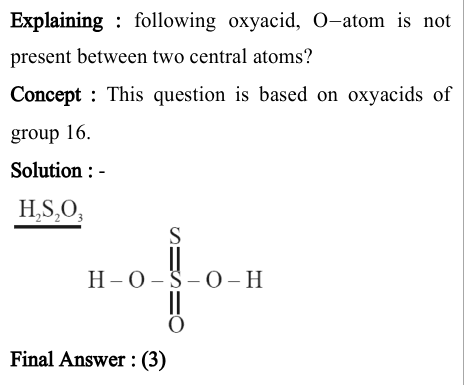 Explaining : following oxyacid, O–atom is not
present between two central atoms?
Concept : This question is based on oxyacids of
group 16.
Solution : -
H₂S₂O₃
S
H – O – S – O – H
O
Final Answer : (3)